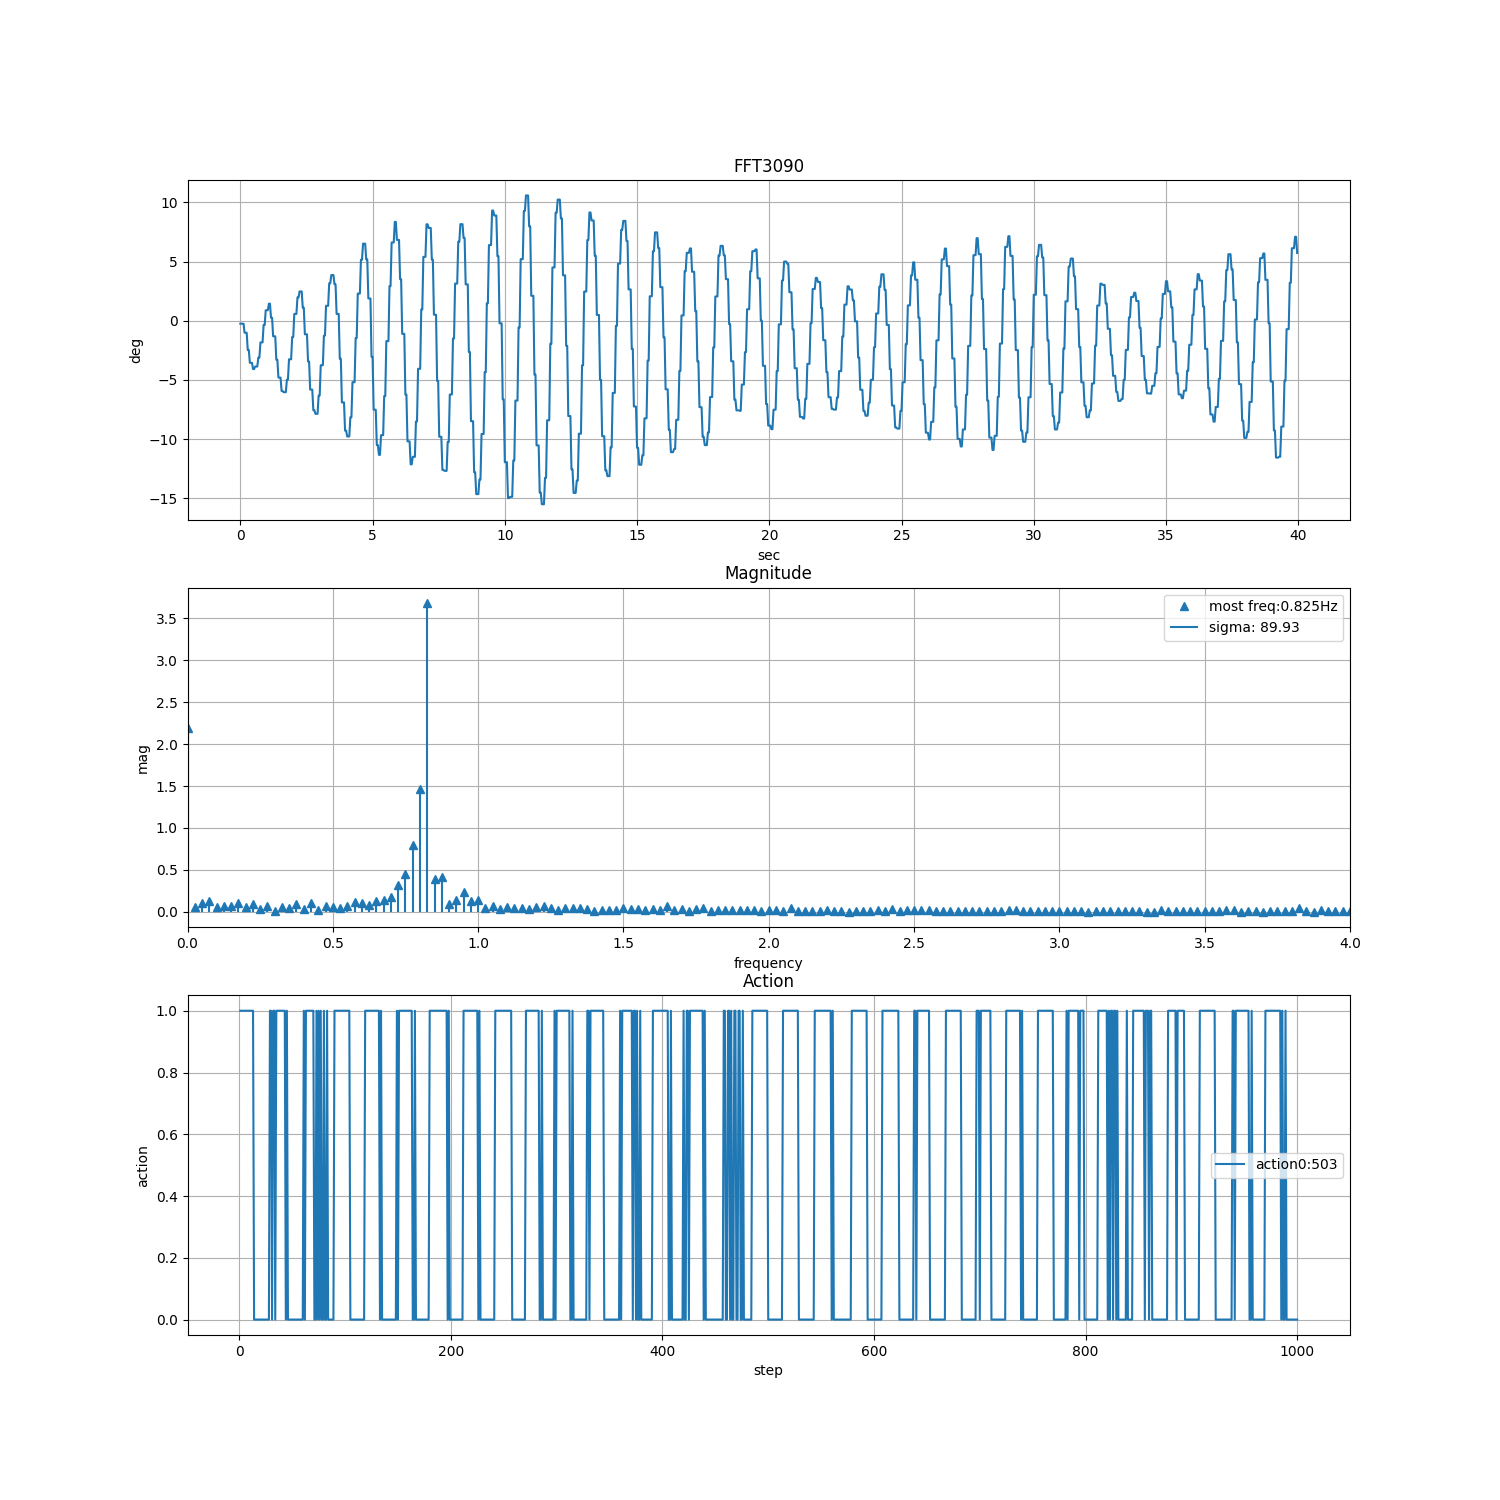 FFT3090
deg
10
5
0
−5
−10
−15
0 5 10 15 20 25 30 35 40
sec
Magnitude
mag
3.5
3.0
2.5
2.0
1.5
1.0
0.5
0.0
most freq:0.825Hz
sigma: 89.93
0.0 0.5 1.0 1.5 2.0 2.5 3.0 3.5 4.0
frequency
Action
action
1.0
0.8
0.6
0.4
0.2
0.0
action0:503
0 200 400 600 800 1000
step